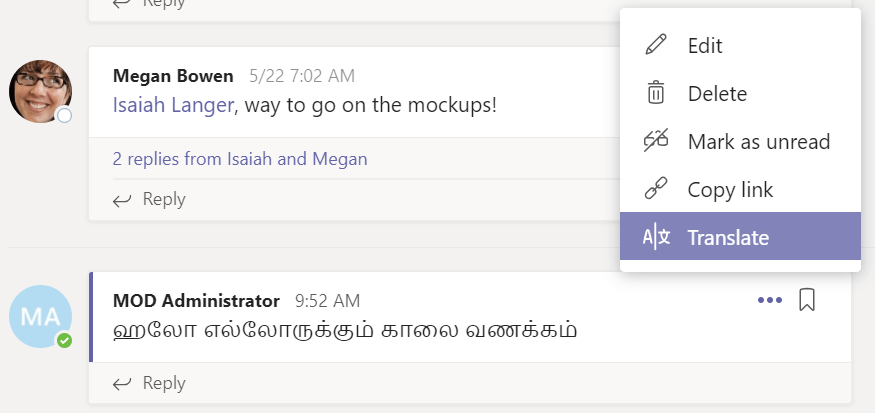 Reply
Megan Bowen 5/22 7:02 AM
Isaiah Langer, way to go on the mockups!
2 replies from Isaiah and Megan
Reply
Edit
Delete
Mark as unread
Copy link
A|文 Translate
MA
MOD Administrator 9:52 AM
ஹலோ எல்லோருக்கும் காலை வணக்கம்
Reply